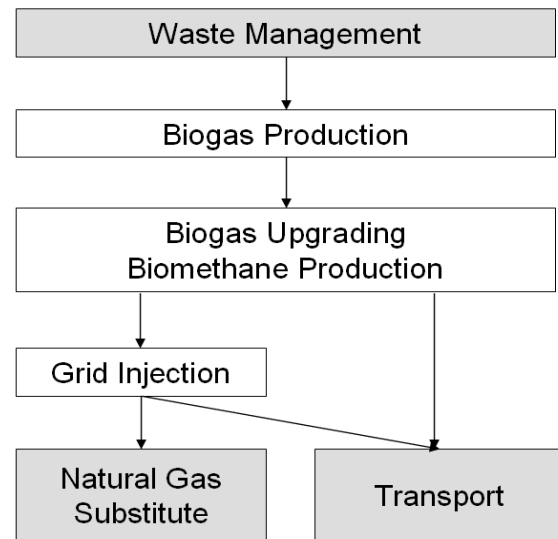 Waste Management
Biogas Production
Biogas Upgrading
Biomethane Production
Grid Injection
Natural Gas
Substitute
Transport